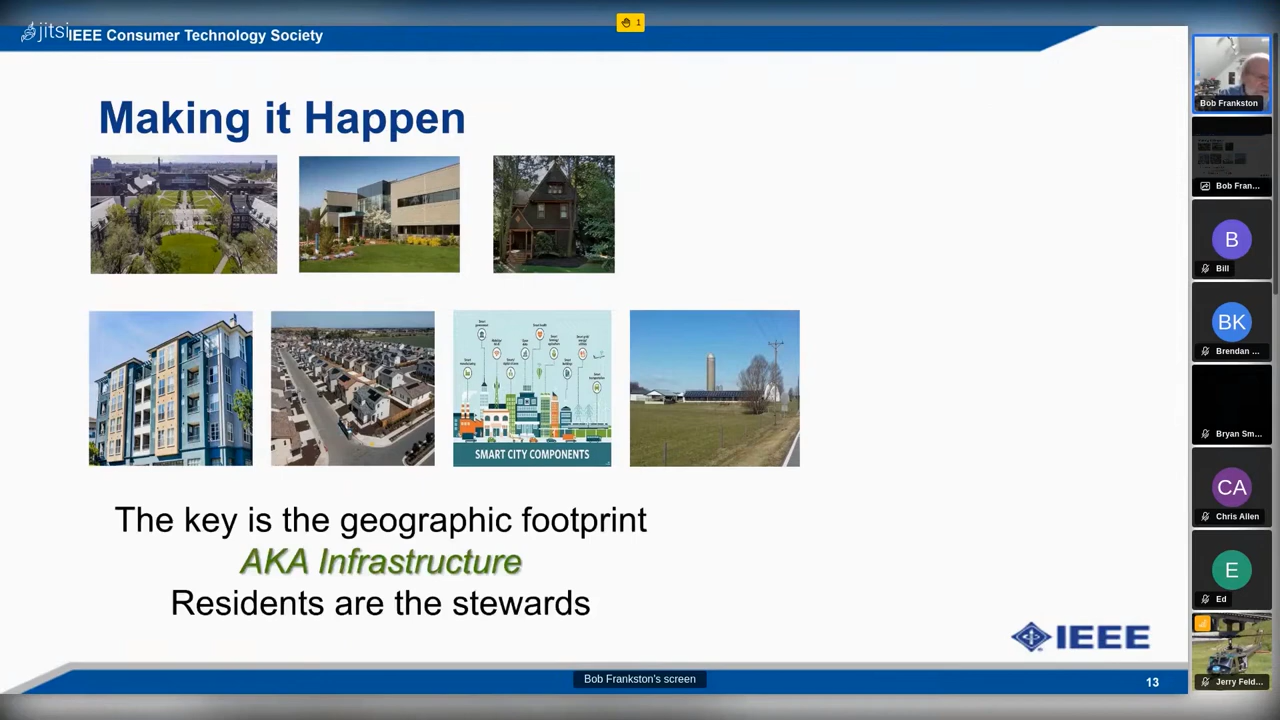 jitsi
1
IEEE Consumer Technology Society
Making it Happen
SMART CITY COMPONENTS
The key is the geographic footprint
AKA Infrastructure
Residents are the stewards
IEEE
Bob Frankston's screen
13
Bob Frankston
Bob Fran...
B
Bill
BK
Brendan ...
Bryan Sm...
CA
Chris Allen
E
Ed
Jerry Feld...